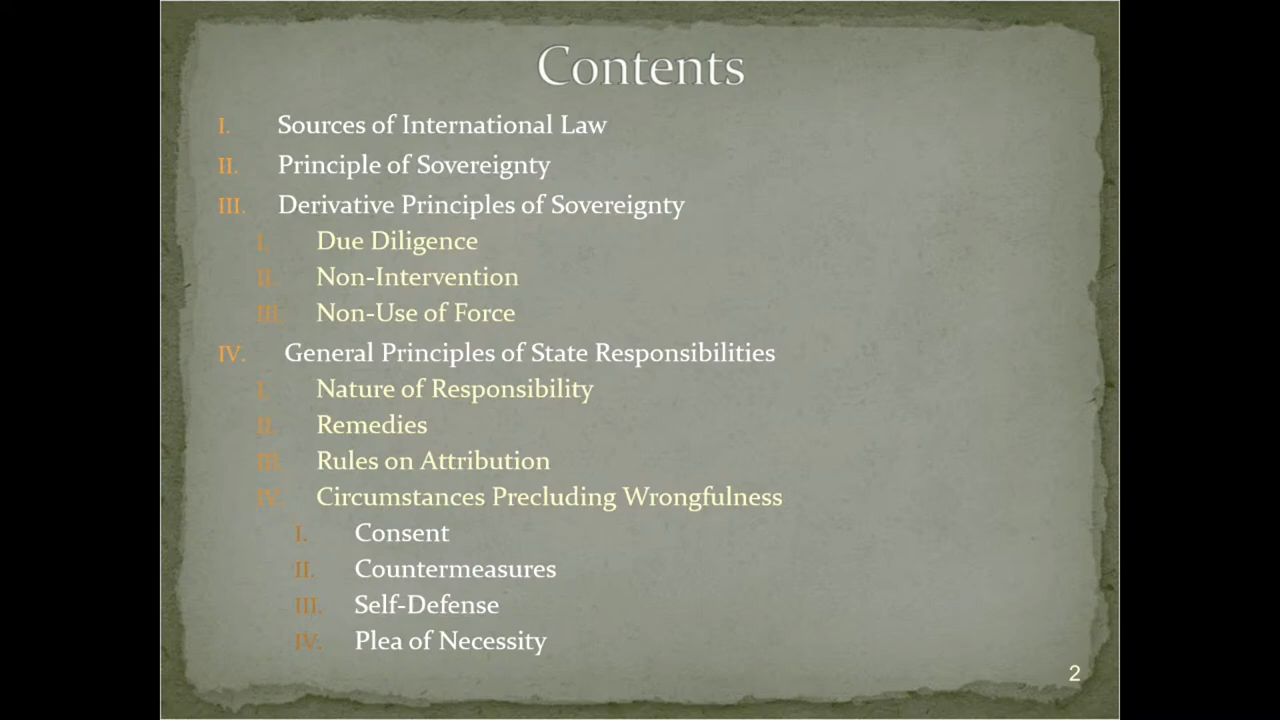 Contents
I. Sources of International Law
II. Principle of Sovereignty
III. Derivative Principles of Sovereignty
I. Due Diligence
II. Non-Intervention
III. Non-Use of Force
IV. General Principles of State Responsibilities
I. Nature of Responsibility
II. Remedies
III. Rules on Attribution
IV. Circumstances Precluding Wrongfulness
I. Consent
II. Countermeasures
III. Self-Defense
IV. Plea of Necessity
2